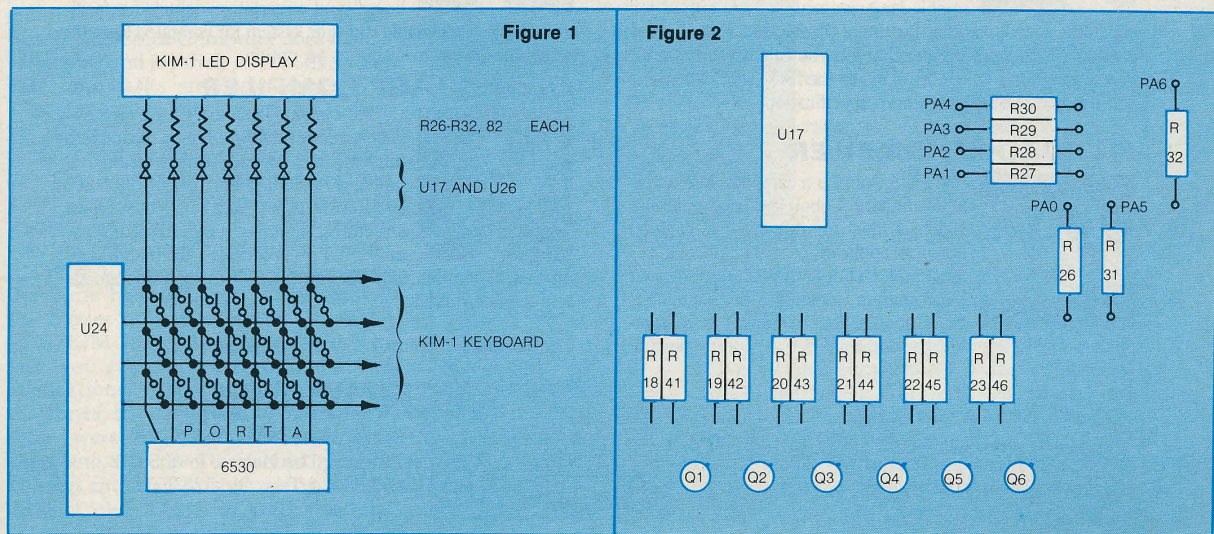 Figure 1
KIM-1 LED DISPLAY
R26-R32, 82 EACH
U17 AND U26
U24
KIM-1 KEYBOARD
P O R T A
6530
Figure 2
U17
PA4
R30
PA3
R29
PA2
R28
PA1
R27
PA6
R
32
PA0
PA5
R
26
R
31
R R
18 41
R R
19 42
R R
20 43
R R
21 44
R R
22 45
R R
23 46
Q1 Q2 Q3 Q4 Q5 Q6